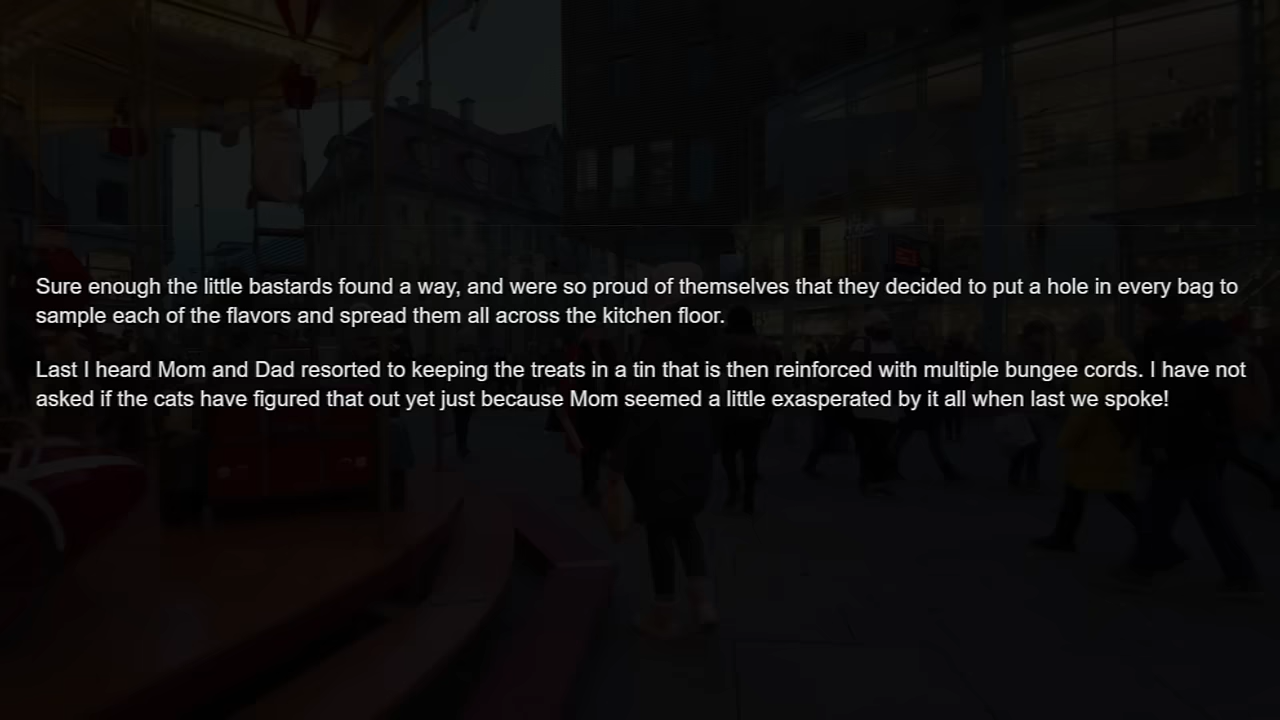 Sure enough the little bastards found a way, and were so proud of themselves that they decided to put a hole in every bag to
sample each of the flavors and spread them all across the kitchen floor.
Last I heard Mom and Dad resorted to keeping the treats in a tin that is then reinforced with multiple bungee cords. I have not
asked if the cats have figured that out yet just because Mom seemed a little exasperated by it all when last we spoke!